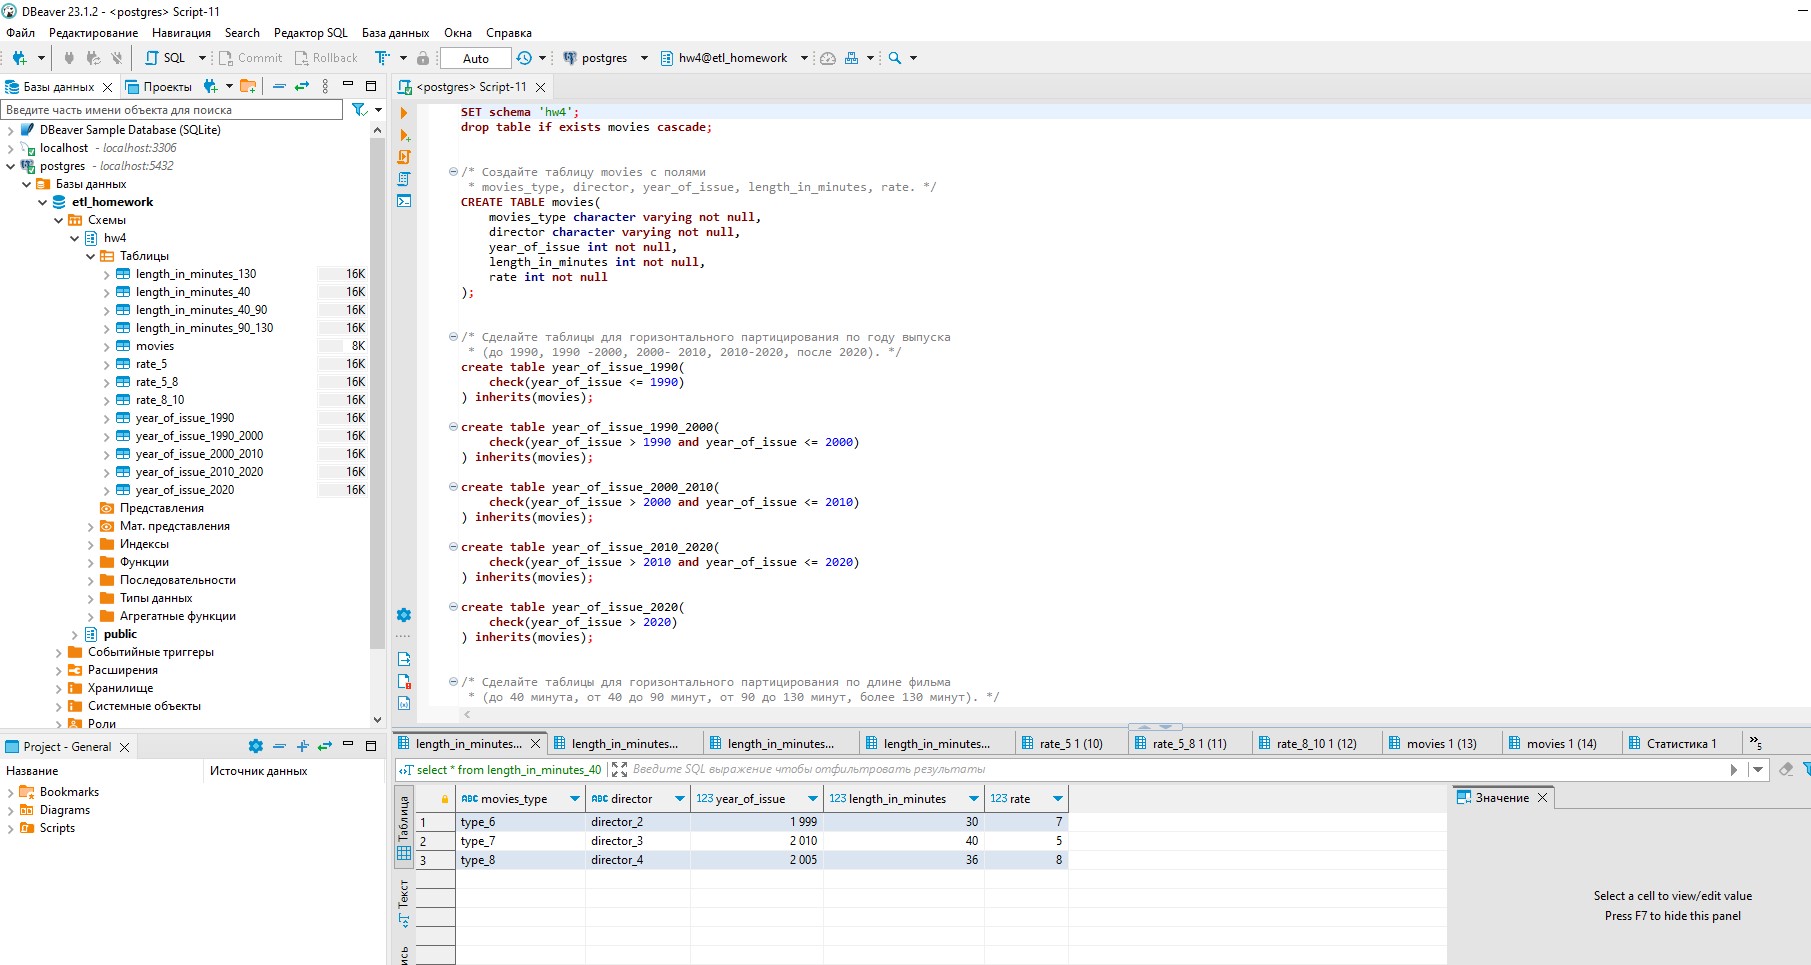 DBeaver 23.1.2 - <postgres> Script-11
Файл Редактирование Навигация Search Редактор SQL База данных Окна Справка
SQL Commit Rollback Auto postgres hw4@etl_homework
Базы данных Проекты
Введите часть имени объекта для поиска
DBeaver Sample Database (SQLite)
localhost - localhost:3306
postgres - localhost:5432
Базы данных
etl_homework
Схемы
hw4
Таблицы
length_in_minutes_130 16K
length_in_minutes_40 16K
length_in_minutes_40_90 16K
length_in_minutes_90_130 16K
movies 8K
rate_5 16K
rate_5_8 16K
rate_8_10 16K
year_of_issue_1990 16K
year_of_issue_1990_2000 16K
year_of_issue_2000_2010 16K
year_of_issue_2010_2020 16K
year_of_issue_2020 16K
Представления
Мат. представления
Индексы
Функции
Последовательности
Типы данных
Агрегатные функции
public
Событийные триггеры
Расширения
Хранилище
Системные объекты
Роли
Project - General
Название Источник данных
Bookmarks
Diagrams
Scripts
<postgres> Script-11
SET schema 'hw4';
drop table if exists movies cascade;
/* Создайте таблицу movies с полями
* movies_type, director, year_of_issue, length_in_minutes, rate. */
CREATE TABLE movies(
movies_type character varying not null,
director character varying not null,
year_of_issue int not null,
length_in_minutes int not null,
rate int not null
);
/* Сделайте таблицы для горизонтального партицирования по году выпуска
* (до 1990, 1990 -2000, 2000- 2010, 2010-2020, после 2020). */
create table year_of_issue_1990(
check(year_of_issue <= 1990)
) inherits(movies);
create table year_of_issue_1990_2000(
check(year_of_issue > 1990 and year_of_issue <= 2000)
) inherits(movies);
create table year_of_issue_2000_2010(
check(year_of_issue > 2000 and year_of_issue <= 2010)
) inherits(movies);
create table year_of_issue_2010_2020(
check(year_of_issue > 2010 and year_of_issue <= 2020)
) inherits(movies);
create table year_of_issue_2020(
check(year_of_issue > 2020)
) inherits(movies);
/* Сделайте таблицы для горизонтального партицирования по длине фильма
* (до 40 минута, от 40 до 90 минут, от 90 до 130 минут, более 130 минут). */
length_in_minutes... length_in_minutes... length_in_minutes... length_in_minutes... rate_5 1 (10) rate_5_8 1 (11) rate_8_10 1 (12) movies 1 (13) movies 1 (14) Статистика 1 »5
select * from length_in_minutes_40 Введите SQL выражение чтобы отфильтровать результаты
Таблица
Текст
ABC movies_type ABC director 123 year_of_issue 123 length_in_minutes 123 rate
1 type_6 director_2 1 999 30 7
2 type_7 director_3 2 010 40 5
3 type_8 director_4 2 005 36 8
Значение
Select a cell to view/edit value
Press F7 to hide this panel